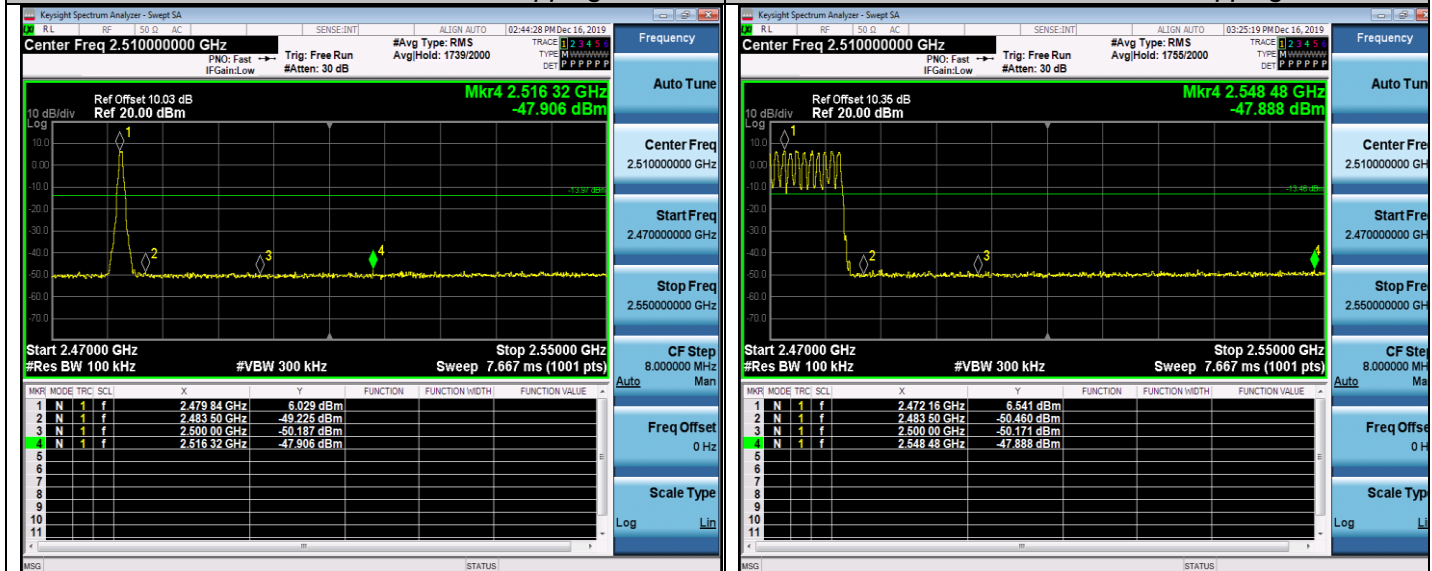 Keysight Spectrum Analyzer - Swept SA
RL RF 50 Ω AC SENSE:INT ALIGN AUTO 02:44:28 PM Dec 16, 2019
Center Freq 2.510000000 GHz
PNO: Fast
IFGain:Low
Trig: Free Run
#Atten: 30 dB
#Avg Type: RMS
Avg|Hold: 1739/2000
TRACE 1 2 3 4 5 6
TYPE M WWWWW
DET P P P P P P
Mkr4 2.516 32 GHz
-47.906 dBm
Ref Offset 10.03 dB
10 dB/div Ref 20.00 dBm
Log
10.0
0.00
-10.0
-20.0
-30.0
-40.0
-50.0
-60.0
-70.0
1
2
3
4
-13.97 dBm
Start 2.47000 GHz Stop 2.55000 GHz
#Res BW 100 kHz #VBW 300 kHz Sweep 7.667 ms (1001 pts)
MKR MODE TRC SCL X Y FUNCTION FUNCTION WIDTH FUNCTION VALUE
1 N 1 f 2.479 84 GHz 6.029 dBm
2 N 1 f 2.483 50 GHz -49.225 dBm
3 N 1 f 2.500 00 GHz -50.187 dBm
4 N 1 f 2.516 32 GHz -47.906 dBm
5
6
7
8
9
10
11
MSG STATUS
Frequency
Auto Tune
Center Freq
2.510000000 GHz
Start Freq
2.470000000 GHz
Stop Freq
2.550000000 GHz
CF Step
8.000000 MHz
Auto Man
Freq Offset
0 Hz
Scale Type
Log Lin
Keysight Spectrum Analyzer - Swept SA
RL RF 50 Ω AC SENSE:INT ALIGN AUTO 03:25:19 PM Dec 16, 2019
Center Freq 2.510000000 GHz
PNO: Fast
IFGain:Low
Trig: Free Run
#Atten: 30 dB
#Avg Type: RMS
Avg|Hold: 1755/2000
TRACE 1 2 3 4 5 6
TYPE M WWWWW
DET P P P P P P
Mkr4 2.548 48 GHz
-47.888 dBm
Ref Offset 10.35 dB
10 dB/div Ref 20.00 dBm
Log
10.0
0.00
-10.0
-20.0
-30.0
-40.0
-50.0
-60.0
-70.0
1
2
3
4
-13.46 dBm
Start 2.47000 GHz Stop 2.55000 GHz
#Res BW 100 kHz #VBW 300 kHz Sweep 7.667 ms (1001 pts)
MKR MODE TRC SCL X Y FUNCTION FUNCTION WIDTH FUNCTION VALUE
1 N 1 f 2.472 16 GHz 6.541 dBm
2 N 1 f 2.483 50 GHz -50.460 dBm
3 N 1 f 2.500 00 GHz -50.171 dBm
4 N 1 f 2.548 48 GHz -47.888 dBm
5
6
7
8
9
10
11
MSG STATUS
Frequency
Auto Tun
Center Fre
2.510000000 GH
Start Fre
2.470000000 GH
Stop Fre
2.550000000 GH
CF Step
8.000000 MH
Auto Ma
Freq Offse
0 H
Scale Typ
Log Li